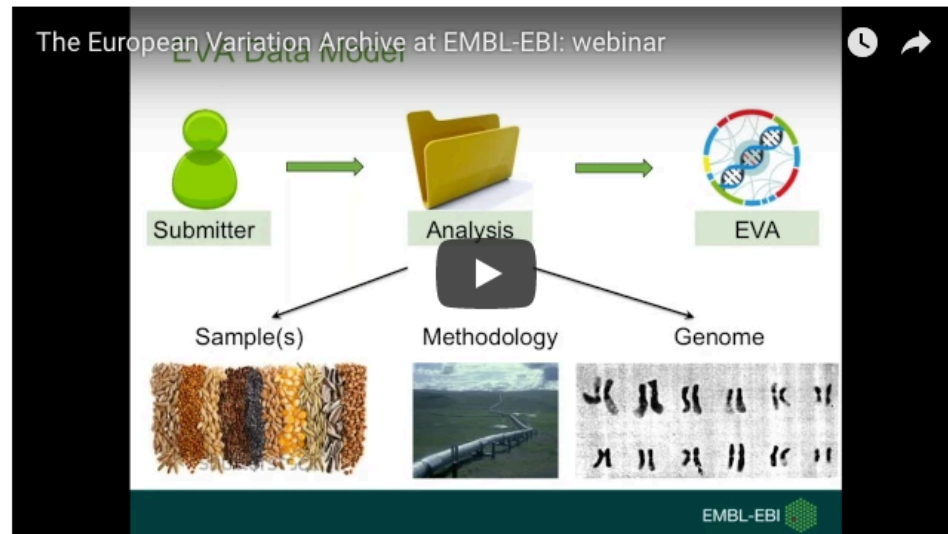 The European Variation Archive at EMBL-EBI: webinar
EVA Data Model
Submitter
Analysis
EVA
Sample(s)
Methodology
Genome
EMBL-EBI